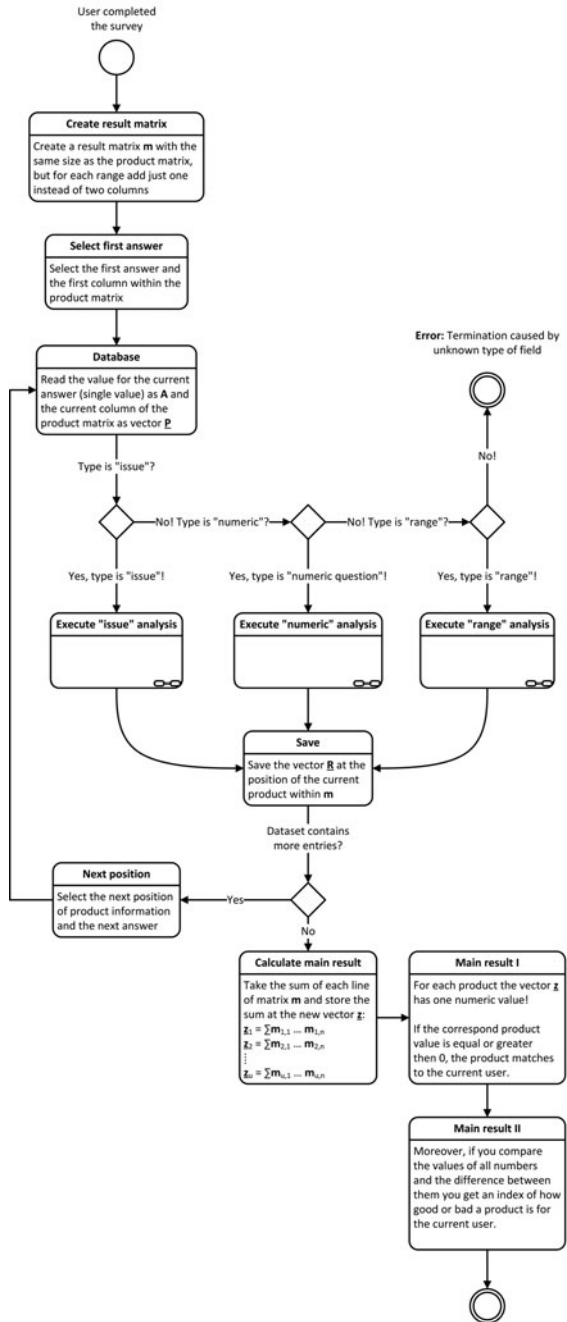 User completed
the survey
Create result matrix
Create a result matrix m with the
same size as the product matrix,
but for each range add just one
instead of two columns
Select first answer
Select the first answer and
the first column within the
product matrix
Error: Termination caused by
unknown type of field
Database
Read the value for the current
answer (single value) as A and
the current column of the
product matrix as vector P
Type is "issue"?
No!
No! Type is "numeric"?
No! Type is "range"?
Yes, type is "issue"!
Yes, type is "numeric question"!
Yes, type is "range"!
Execute "issue" analysis
Execute "numeric" analysis
Execute "range" analysis
Save
Save the vector R at the
position of the current
product within m
Dataset contains
more entries?
Next position
Select the next position
of product information
and the next answer
Yes
No
Calculate main result
Take the sum of each line
of matrix m and store the
sum at the new vector z:
z₁ = ∑m₁,₁ ... m₁,ₙ
z₂ = ∑m₂,₁ ... m₂,ₙ
⋮
zᵤ = ∑mᵤ,₁ ... mᵤ,ₙ
Main result I
For each product the vector z
has one numeric value!
If the correspond product
value is equal or greater
then 0, the product matches
to the current user.
Main result II
Moreover, if you compare
the values of all numbers
and the difference between
them you get an index of how
good or bad a product is for
the current user.